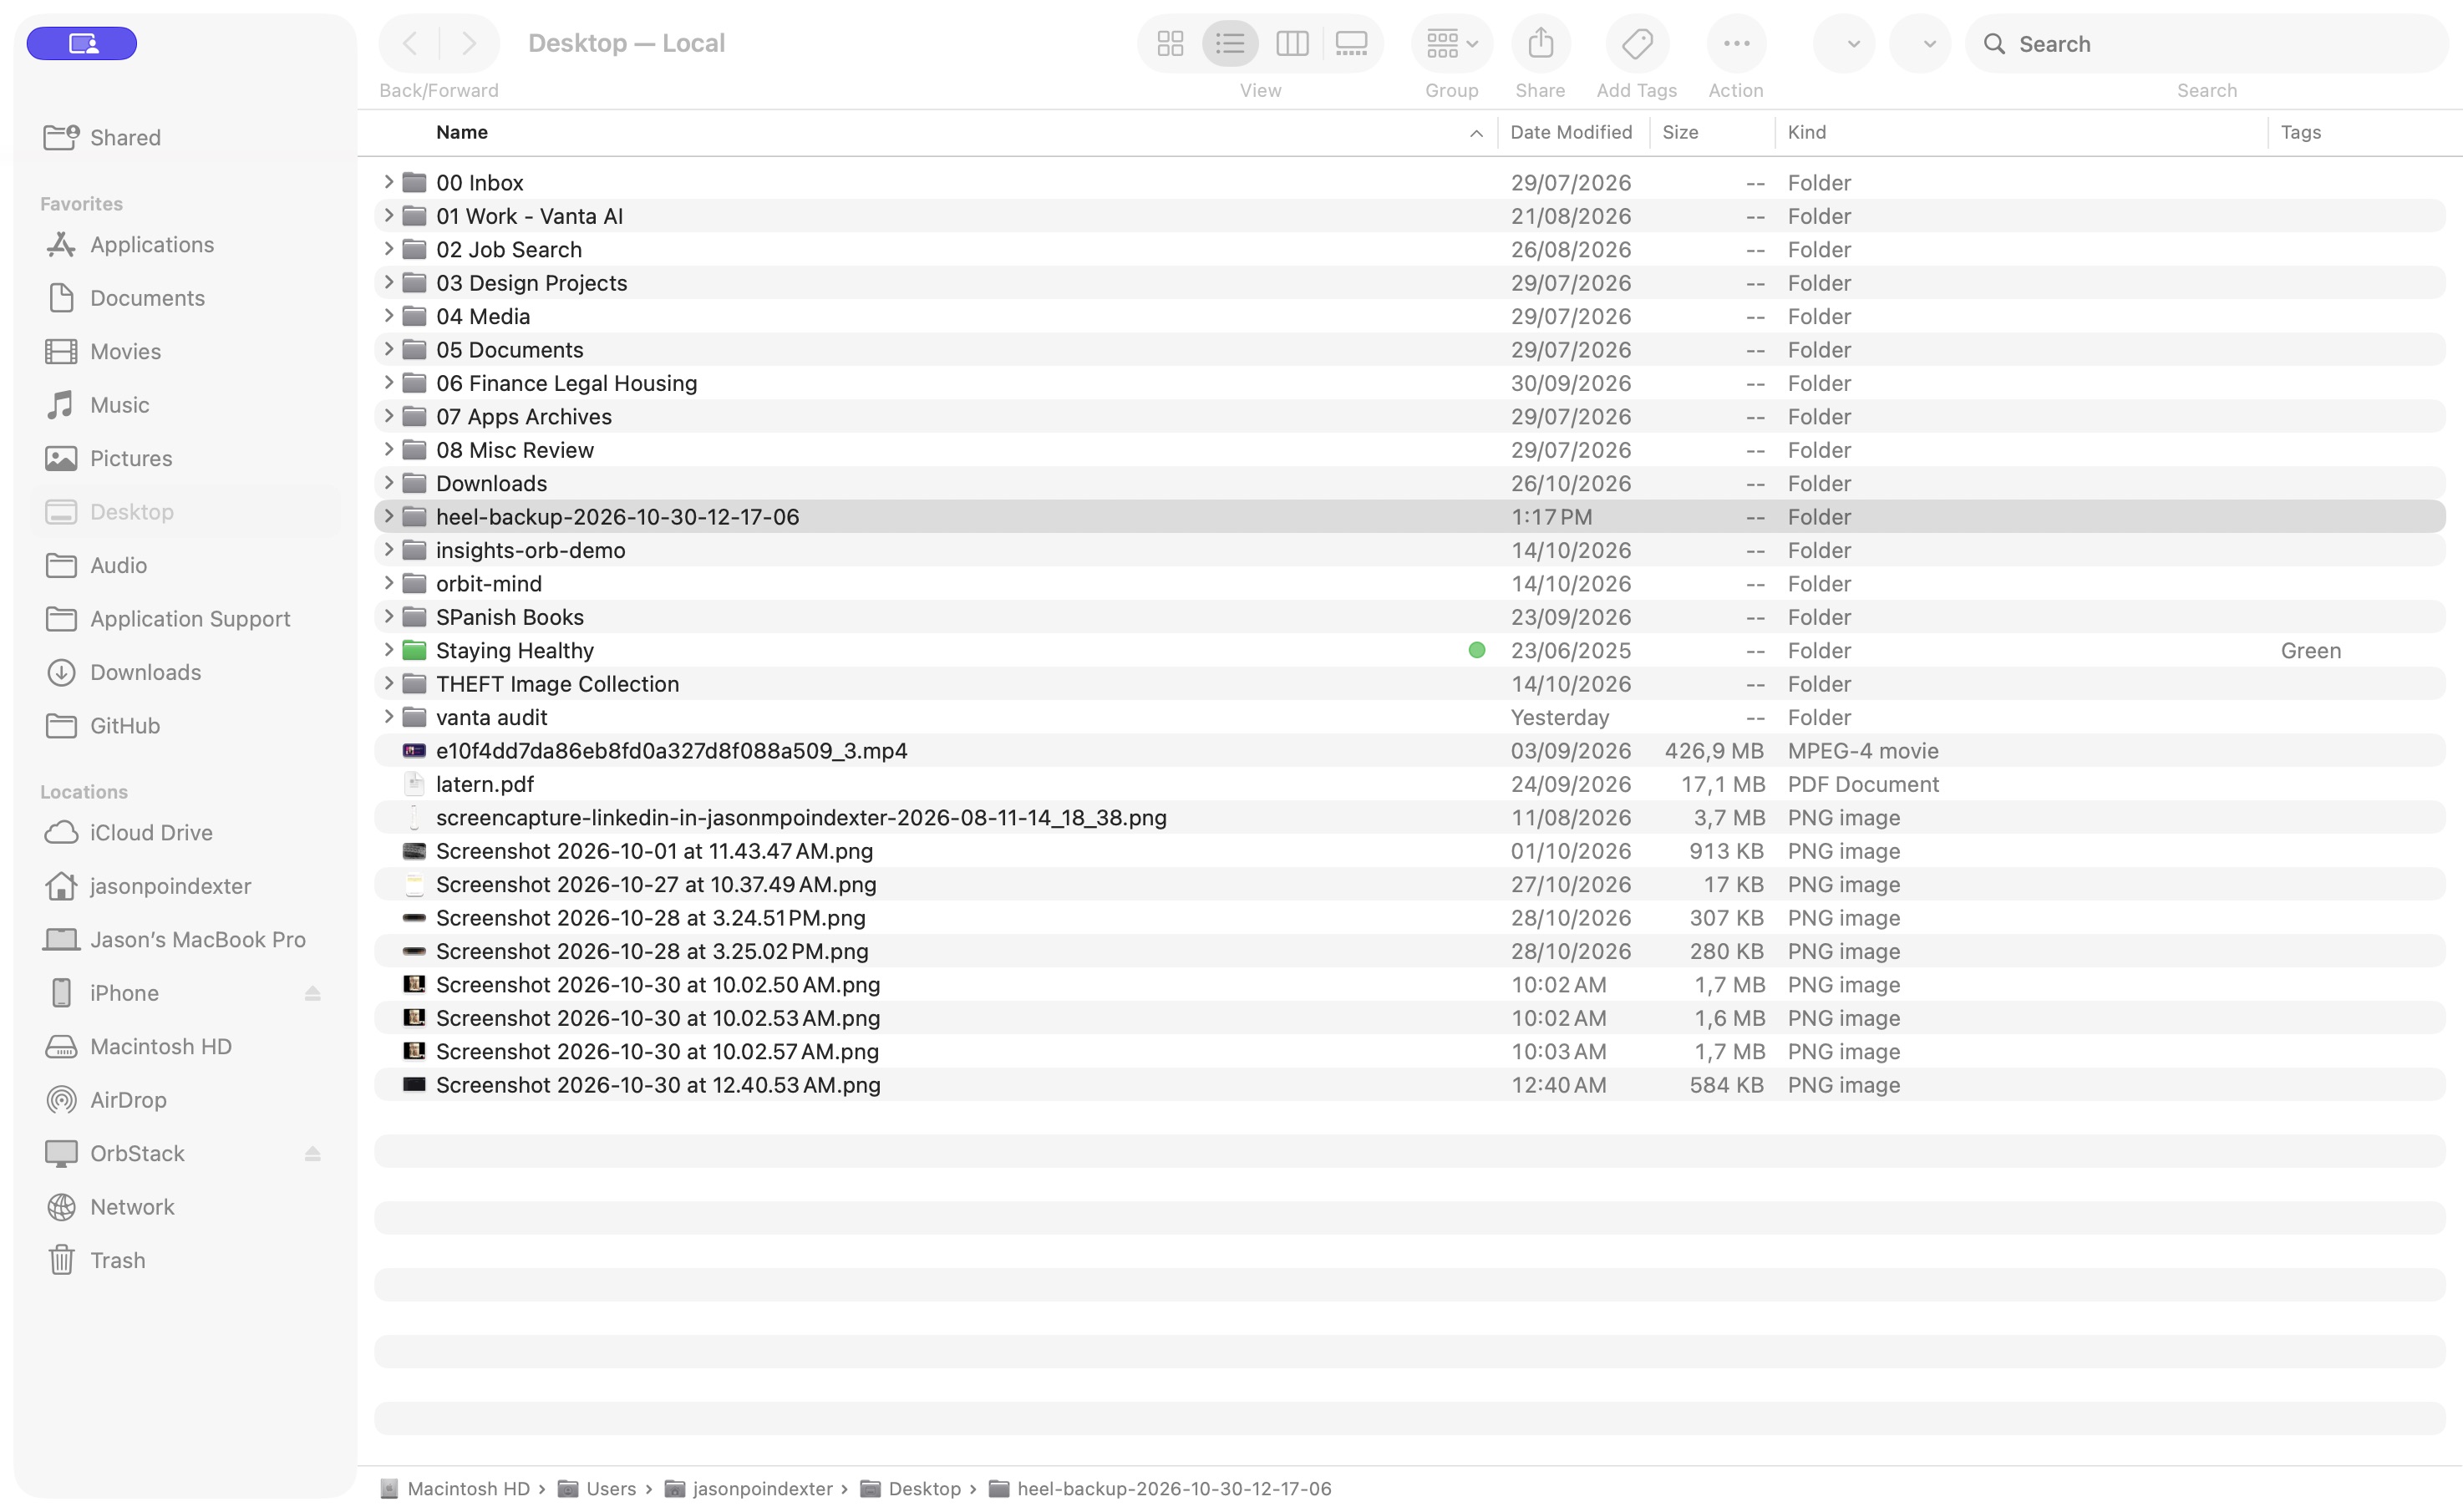 Desktop — Local
Search
Back/Forward
View
Group
Share
Add Tags
Action
Search
Shared
Favorites
Applications
Documents
Movies
Music
Pictures
Desktop
Audio
Application Support
Downloads
GitHub
Locations
iCloud Drive
jasonpoindexter
Jason’s MacBook Pro
iPhone
Macintosh HD
AirDrop
OrbStack
Network
Trash
Name Date Modified Size Kind Tags
00 Inbox 29/07/2026 -- Folder
01 Work - Vanta AI 21/08/2026 -- Folder
02 Job Search 26/08/2026 -- Folder
03 Design Projects 29/07/2026 -- Folder
04 Media 29/07/2026 -- Folder
05 Documents 29/07/2026 -- Folder
06 Finance Legal Housing 30/09/2026 -- Folder
07 Apps Archives 29/07/2026 -- Folder
08 Misc Review 29/07/2026 -- Folder
Downloads 26/10/2026 -- Folder
heel-backup-2026-10-30-12-17-06 1:17 PM -- Folder
insights-orb-demo 14/10/2026 -- Folder
orbit-mind 14/10/2026 -- Folder
SPanish Books 23/09/2026 -- Folder
Staying Healthy 23/06/2025 -- Folder Green
THEFT Image Collection 14/10/2026 -- Folder
vanta audit Yesterday -- Folder
e10f4dd7da86eb8fd0a327d8f088a509_3.mp4 03/09/2026 426,9 MB MPEG-4 movie
latern.pdf 24/09/2026 17,1 MB PDF Document
screencapture-linkedin-in-jasonmpoindexter-2026-08-11-14_18_38.png 11/08/2026 3,7 MB PNG image
Screenshot 2026-10-01 at 11.43.47 AM.png 01/10/2026 913 KB PNG image
Screenshot 2026-10-27 at 10.37.49 AM.png 27/10/2026 17 KB PNG image
Screenshot 2026-10-28 at 3.24.51 PM.png 28/10/2026 307 KB PNG image
Screenshot 2026-10-28 at 3.25.02 PM.png 28/10/2026 280 KB PNG image
Screenshot 2026-10-30 at 10.02.50 AM.png 10:02 AM 1,7 MB PNG image
Screenshot 2026-10-30 at 10.02.53 AM.png 10:02 AM 1,6 MB PNG image
Screenshot 2026-10-30 at 10.02.57 AM.png 10:03 AM 1,7 MB PNG image
Screenshot 2026-10-30 at 12.40.53 AM.png 12:40 AM 584 KB PNG image
Macintosh HD › Users › jasonpoindexter › Desktop › heel-backup-2026-10-30-12-17-06